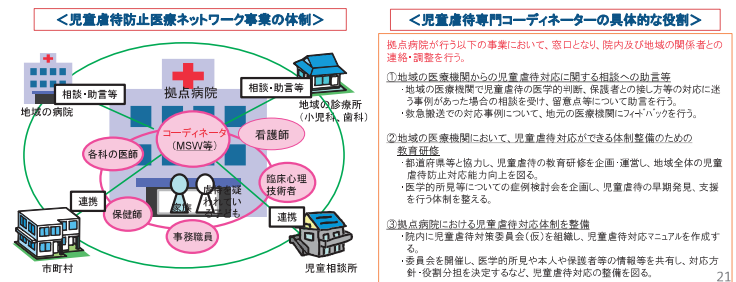 ＜児童虐待防止医療ネットワーク事業の体制＞
地域の病院
相談・助言等
拠点病院
相談・助言等
地域の診療所
（小児科、歯科）
コーディネータ
（MSW等）
看護師
各科の医師
臨床心理
技術者
保健師
事務職員
家族
虐待を疑
われてい
る子ども
連携
連携
市町村
児童相談所
＜児童虐待専門コーディネーターの具体的な役割＞
拠点病院が行う以下の事業において、窓口となり、院内及び地域の関係者との
連絡・調整を行う。
①地域の医療機関からの児童虐待対応に関する相談への助言等
・地域の医療機関で児童虐待の医学的判断、保護者との接し方等の対応に迷
う事例があった場合の相談を受け、留意点等について助言を行う。
・救急搬送での対応事例について、地元の医療機関にフィードバックを行う。
②地域の医療機関において、児童虐待対応ができる体制整備のための
教育研修
・都道府県等と協力し、児童虐待の教育研修を企画・運営し、地域全体の児童
虐待防止対応能力向上を図る。
・医学的所見等についての症例検討会を企画し、児童虐待の早期発見、支援
を行う体制を整える。
③拠点病院における児童虐待対応体制を整備
・院内に児童虐待対策委員会（仮）を組織し、児童虐待対応マニュアルを作成す
る。
・委員会を開催し、医学的所見や本人や保護者等の情報等を共有し、対応方
針・役割分担を決定するなど、児童虐待対応の整備を図る。
21